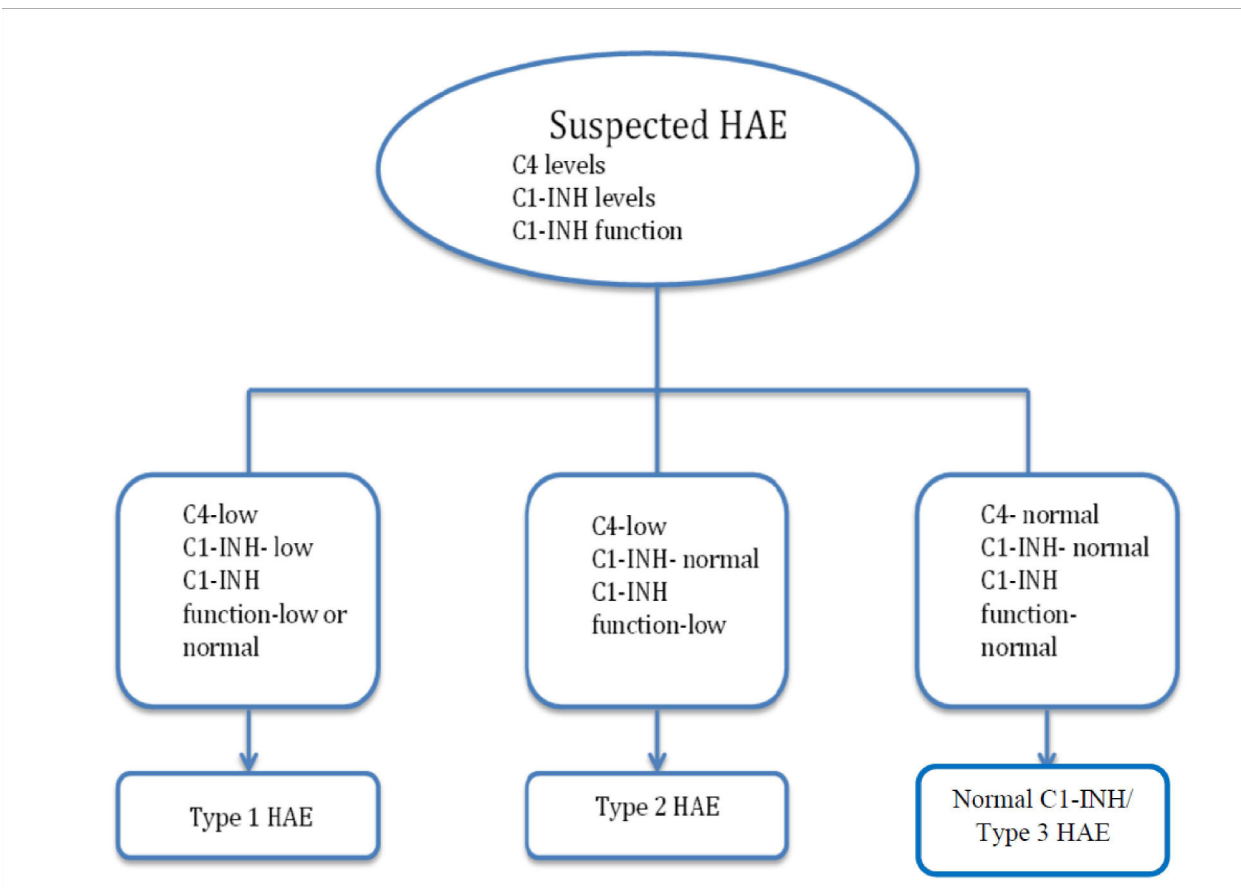 Suspected HAE
C4 levels
C1-INH levels
C1-INH function
C4-low
C1-INH- low
C1-INH
function-low or
normal
C4-low
C1-INH- normal
C1-INH
function-low
C4- normal
C1-INH- normal
C1-INH
function-
normal
Type 1 HAE
Type 2 HAE
Normal C1-INH/
Type 3 HAE